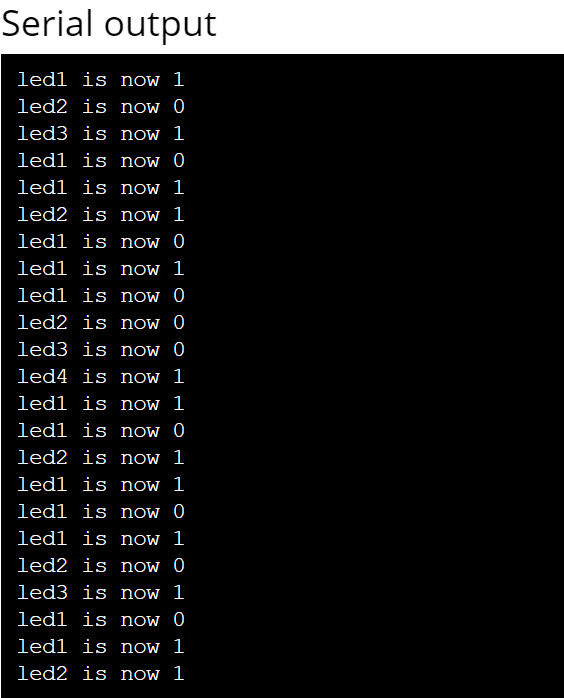 Serial output
led1 is now 1
led2 is now 0
led3 is now 1
led1 is now 0
led1 is now 1
led2 is now 1
led1 is now 0
led1 is now 1
led1 is now 0
led2 is now 0
led3 is now 0
led4 is now 1
led1 is now 1
led1 is now 0
led2 is now 1
led1 is now 1
led1 is now 0
led1 is now 1
led2 is now 0
led3 is now 1
led1 is now 0
led1 is now 1
led2 is now 1